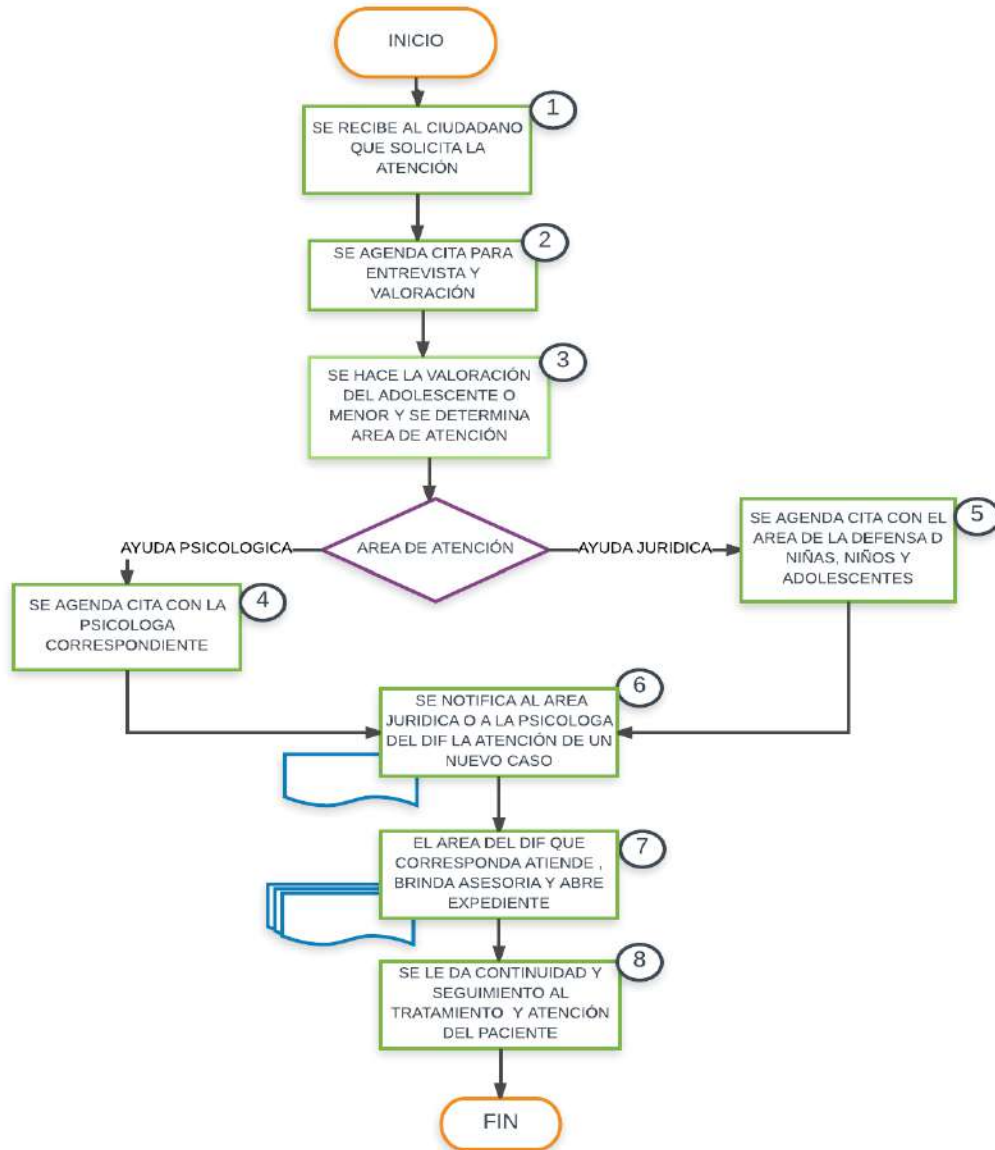 INICIO
1
SE RECIBE AL CIUDADANO
QUE SOLICITA LA
ATENCIÓN
2
SE AGENDA CITA PARA
ENTREVISTA Y
VALORACIÓN
3
SE HACE LA VALORACIÓN
DEL ADOLESCENTE O
MENOR Y SE DETERMINA
AREA DE ATENCIÓN
AYUDA PSICOLOGICA
AREA DE ATENCIÓN
AYUDA JURIDICA
4
SE AGENDA CITA CON LA
PSICOLOGA
CORRESPONDIENTE
5
SE AGENDA CITA CON EL
AREA DE LA DEFENSA D
NIÑAS, NIÑOS Y
ADOLESCENTES
6
SE NOTIFICA AL AREA
JURIDICA O A LA PSICOLOGA
DEL DIF LA ATENCIÓN DE UN
NUEVO CASO
7
EL AREA DEL DIF QUE
CORRESPONDA ATIENDE ,
BRINDA ASESORIA Y ABRE
EXPEDIENTE
8
SE LE DA CONTINUIDAD Y
SEGUIMIENTO AL
TRATAMIENTO Y ATENCIÓN
DEL PACIENTE
FIN